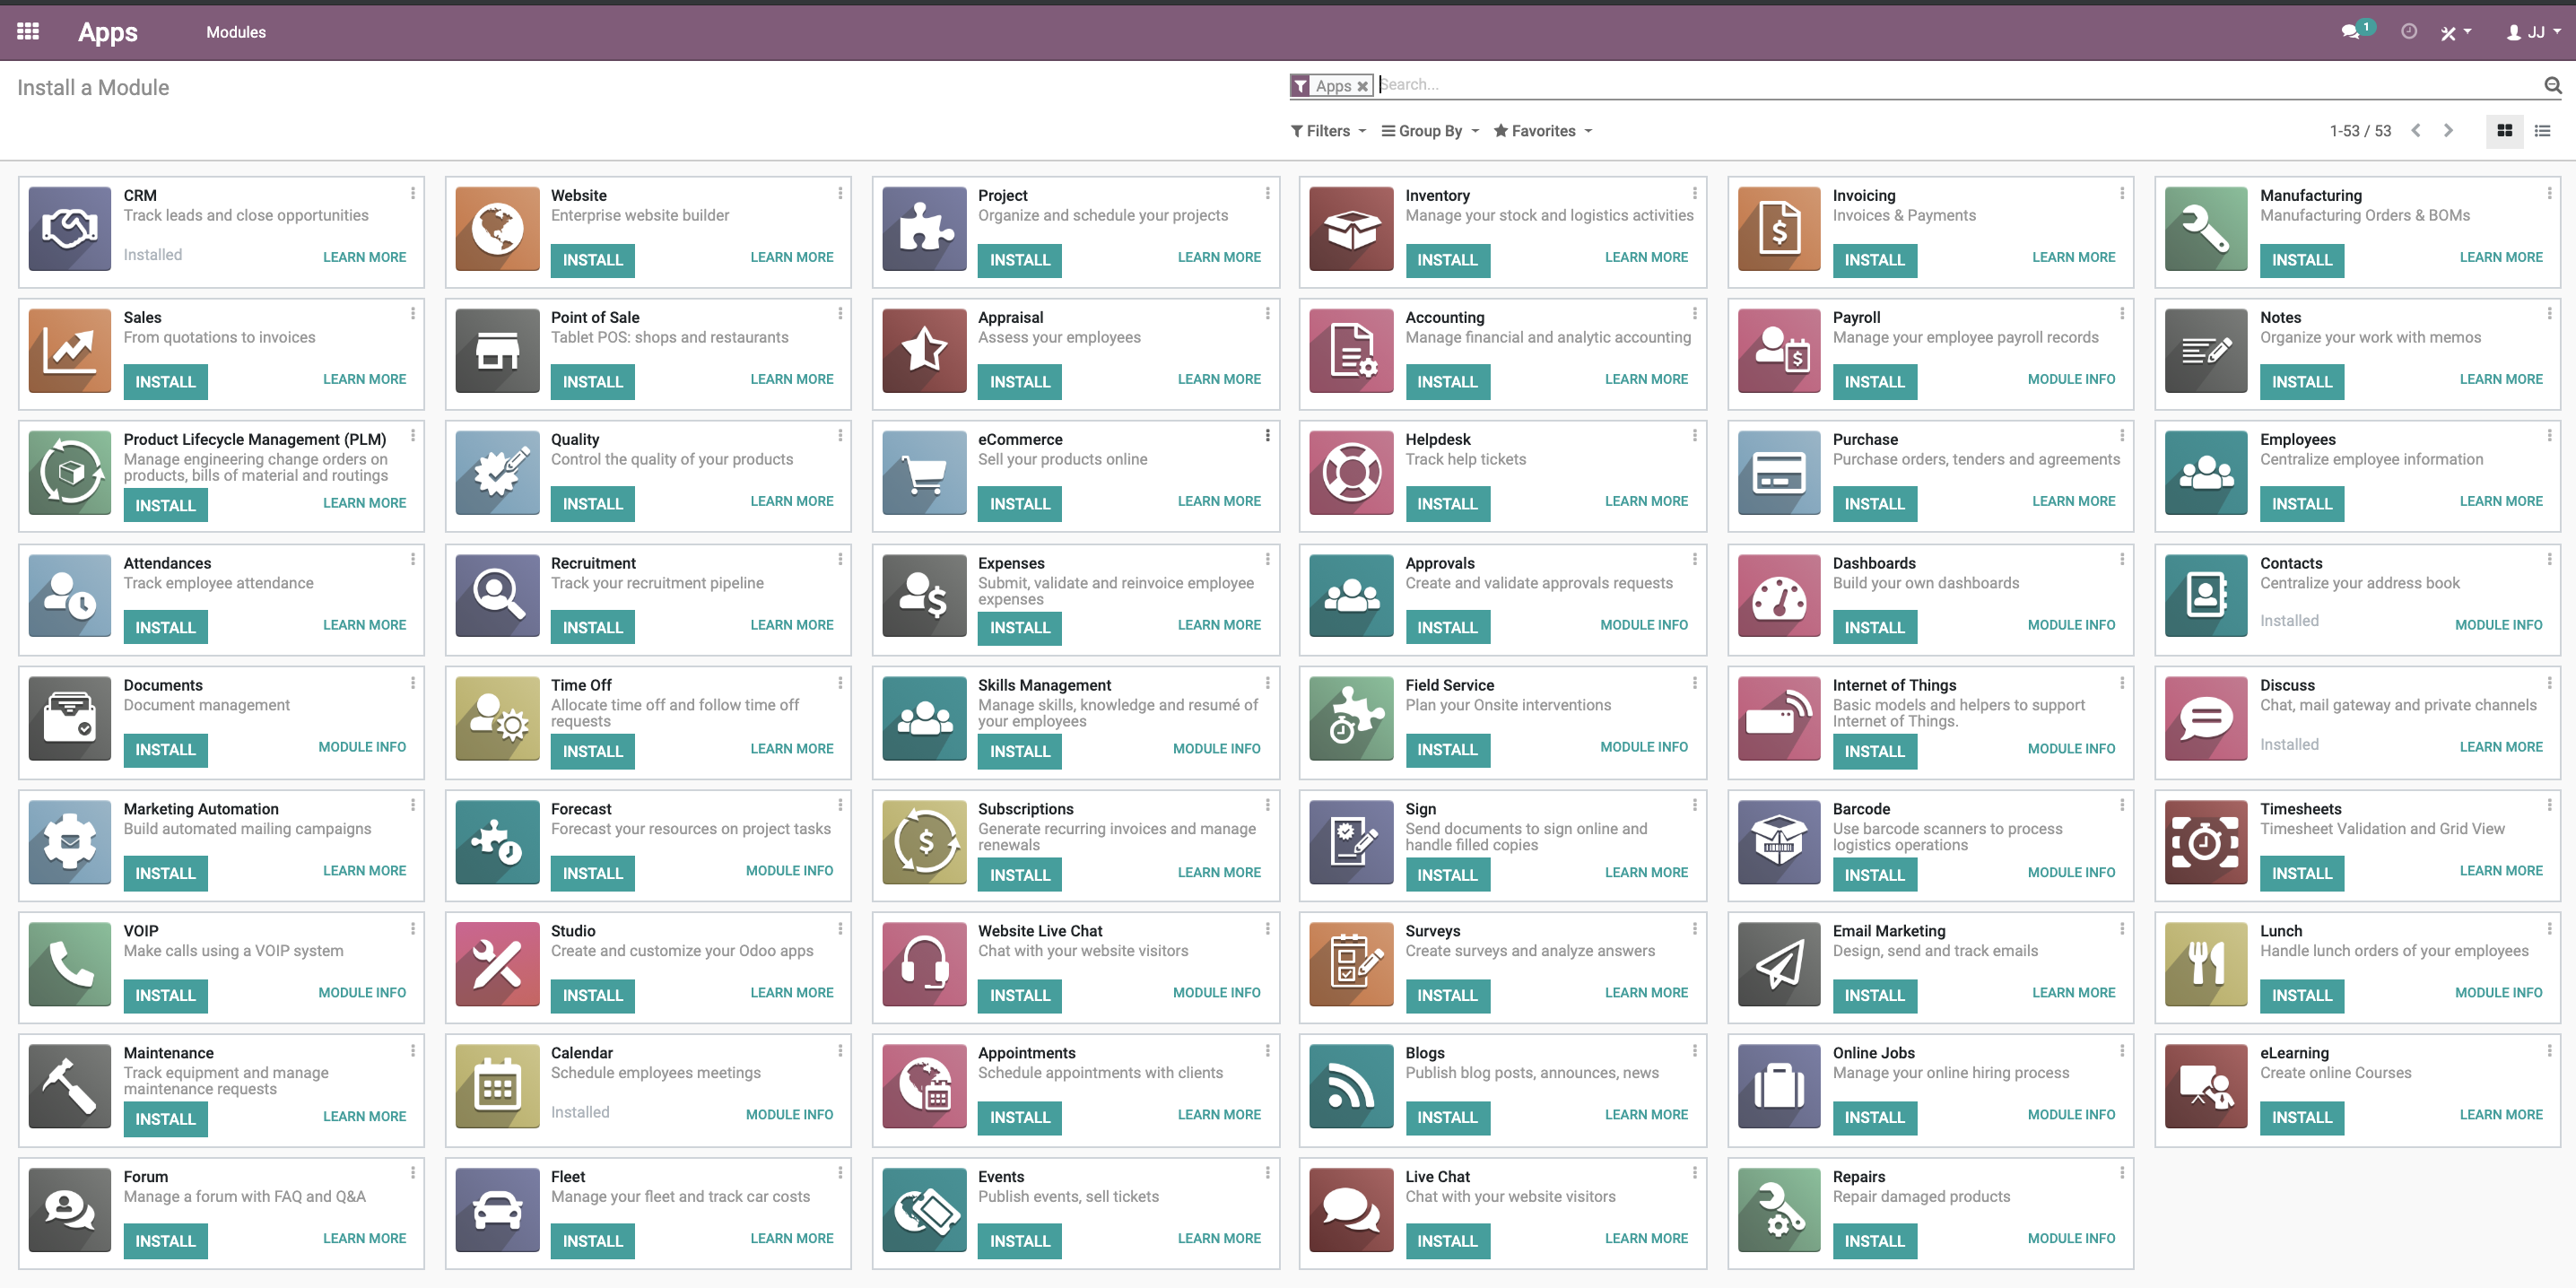 Apps
Modules
1
JJ
Install a Module
Apps
Search...
Filters
Group By
Favorites
1-53 / 53
CRM
Track leads and close opportunities
Installed
LEARN MORE
Website
Enterprise website builder
INSTALL
LEARN MORE
Project
Organize and schedule your projects
INSTALL
LEARN MORE
Inventory
Manage your stock and logistics activities
INSTALL
LEARN MORE
Invoicing
Invoices & Payments
INSTALL
LEARN MORE
Manufacturing
Manufacturing Orders & BOMs
INSTALL
LEARN MORE
Sales
From quotations to invoices
INSTALL
LEARN MORE
Point of Sale
Tablet POS: shops and restaurants
INSTALL
LEARN MORE
Appraisal
Assess your employees
INSTALL
LEARN MORE
Accounting
Manage financial and analytic accounting
INSTALL
LEARN MORE
Payroll
Manage your employee payroll records
INSTALL
MODULE INFO
Notes
Organize your work with memos
INSTALL
LEARN MORE
Product Lifecycle Management (PLM)
Manage engineering change orders on
products, bills of material and routings
INSTALL
LEARN MORE
Quality
Control the quality of your products
INSTALL
LEARN MORE
eCommerce
Sell your products online
INSTALL
LEARN MORE
Helpdesk
Track help tickets
INSTALL
LEARN MORE
Purchase
Purchase orders, tenders and agreements
INSTALL
LEARN MORE
Employees
Centralize employee information
INSTALL
LEARN MORE
Attendances
Track employee attendance
INSTALL
LEARN MORE
Recruitment
Track your recruitment pipeline
INSTALL
LEARN MORE
Expenses
Submit, validate and reinvoice employee
expenses
INSTALL
LEARN MORE
Approvals
Create and validate approvals requests
INSTALL
MODULE INFO
Dashboards
Build your own dashboards
INSTALL
MODULE INFO
Contacts
Centralize your address book
Installed
MODULE INFO
Documents
Document management
INSTALL
MODULE INFO
Time Off
Allocate time off and follow time off
requests
INSTALL
LEARN MORE
Skills Management
Manage skills, knowledge and resumé of
your employees
INSTALL
MODULE INFO
Field Service
Plan your Onsite interventions
INSTALL
MODULE INFO
Internet of Things
Basic models and helpers to support
Internet of Things.
INSTALL
MODULE INFO
Discuss
Chat, mail gateway and private channels
Installed
LEARN MORE
Marketing Automation
Build automated mailing campaigns
INSTALL
LEARN MORE
Forecast
Forecast your resources on project tasks
INSTALL
MODULE INFO
Subscriptions
Generate recurring invoices and manage
renewals
INSTALL
LEARN MORE
Sign
Send documents to sign online and
handle filled copies
INSTALL
LEARN MORE
Barcode
Use barcode scanners to process
logistics operations
INSTALL
MODULE INFO
Timesheets
Timesheet Validation and Grid View
INSTALL
LEARN MORE
VOIP
Make calls using a VOIP system
INSTALL
MODULE INFO
Studio
Create and customize your Odoo apps
INSTALL
LEARN MORE
Website Live Chat
Chat with your website visitors
INSTALL
MODULE INFO
Surveys
Create surveys and analyze answers
INSTALL
LEARN MORE
Email Marketing
Design, send and track emails
INSTALL
LEARN MORE
Lunch
Handle lunch orders of your employees
INSTALL
MODULE INFO
Maintenance
Track equipment and manage
maintenance requests
INSTALL
LEARN MORE
Calendar
Schedule employees meetings
Installed
MODULE INFO
Appointments
Schedule appointments with clients
INSTALL
LEARN MORE
Blogs
Publish blog posts, announces, news
INSTALL
LEARN MORE
Online Jobs
Manage your online hiring process
INSTALL
MODULE INFO
eLearning
Create online Courses
INSTALL
LEARN MORE
Forum
Manage a forum with FAQ and Q&A
INSTALL
LEARN MORE
Fleet
Manage your fleet and track car costs
INSTALL
LEARN MORE
Events
Publish events, sell tickets
INSTALL
LEARN MORE
Live Chat
Chat with your website visitors
INSTALL
LEARN MORE
Repairs
Repair damaged products
INSTALL
MODULE INFO